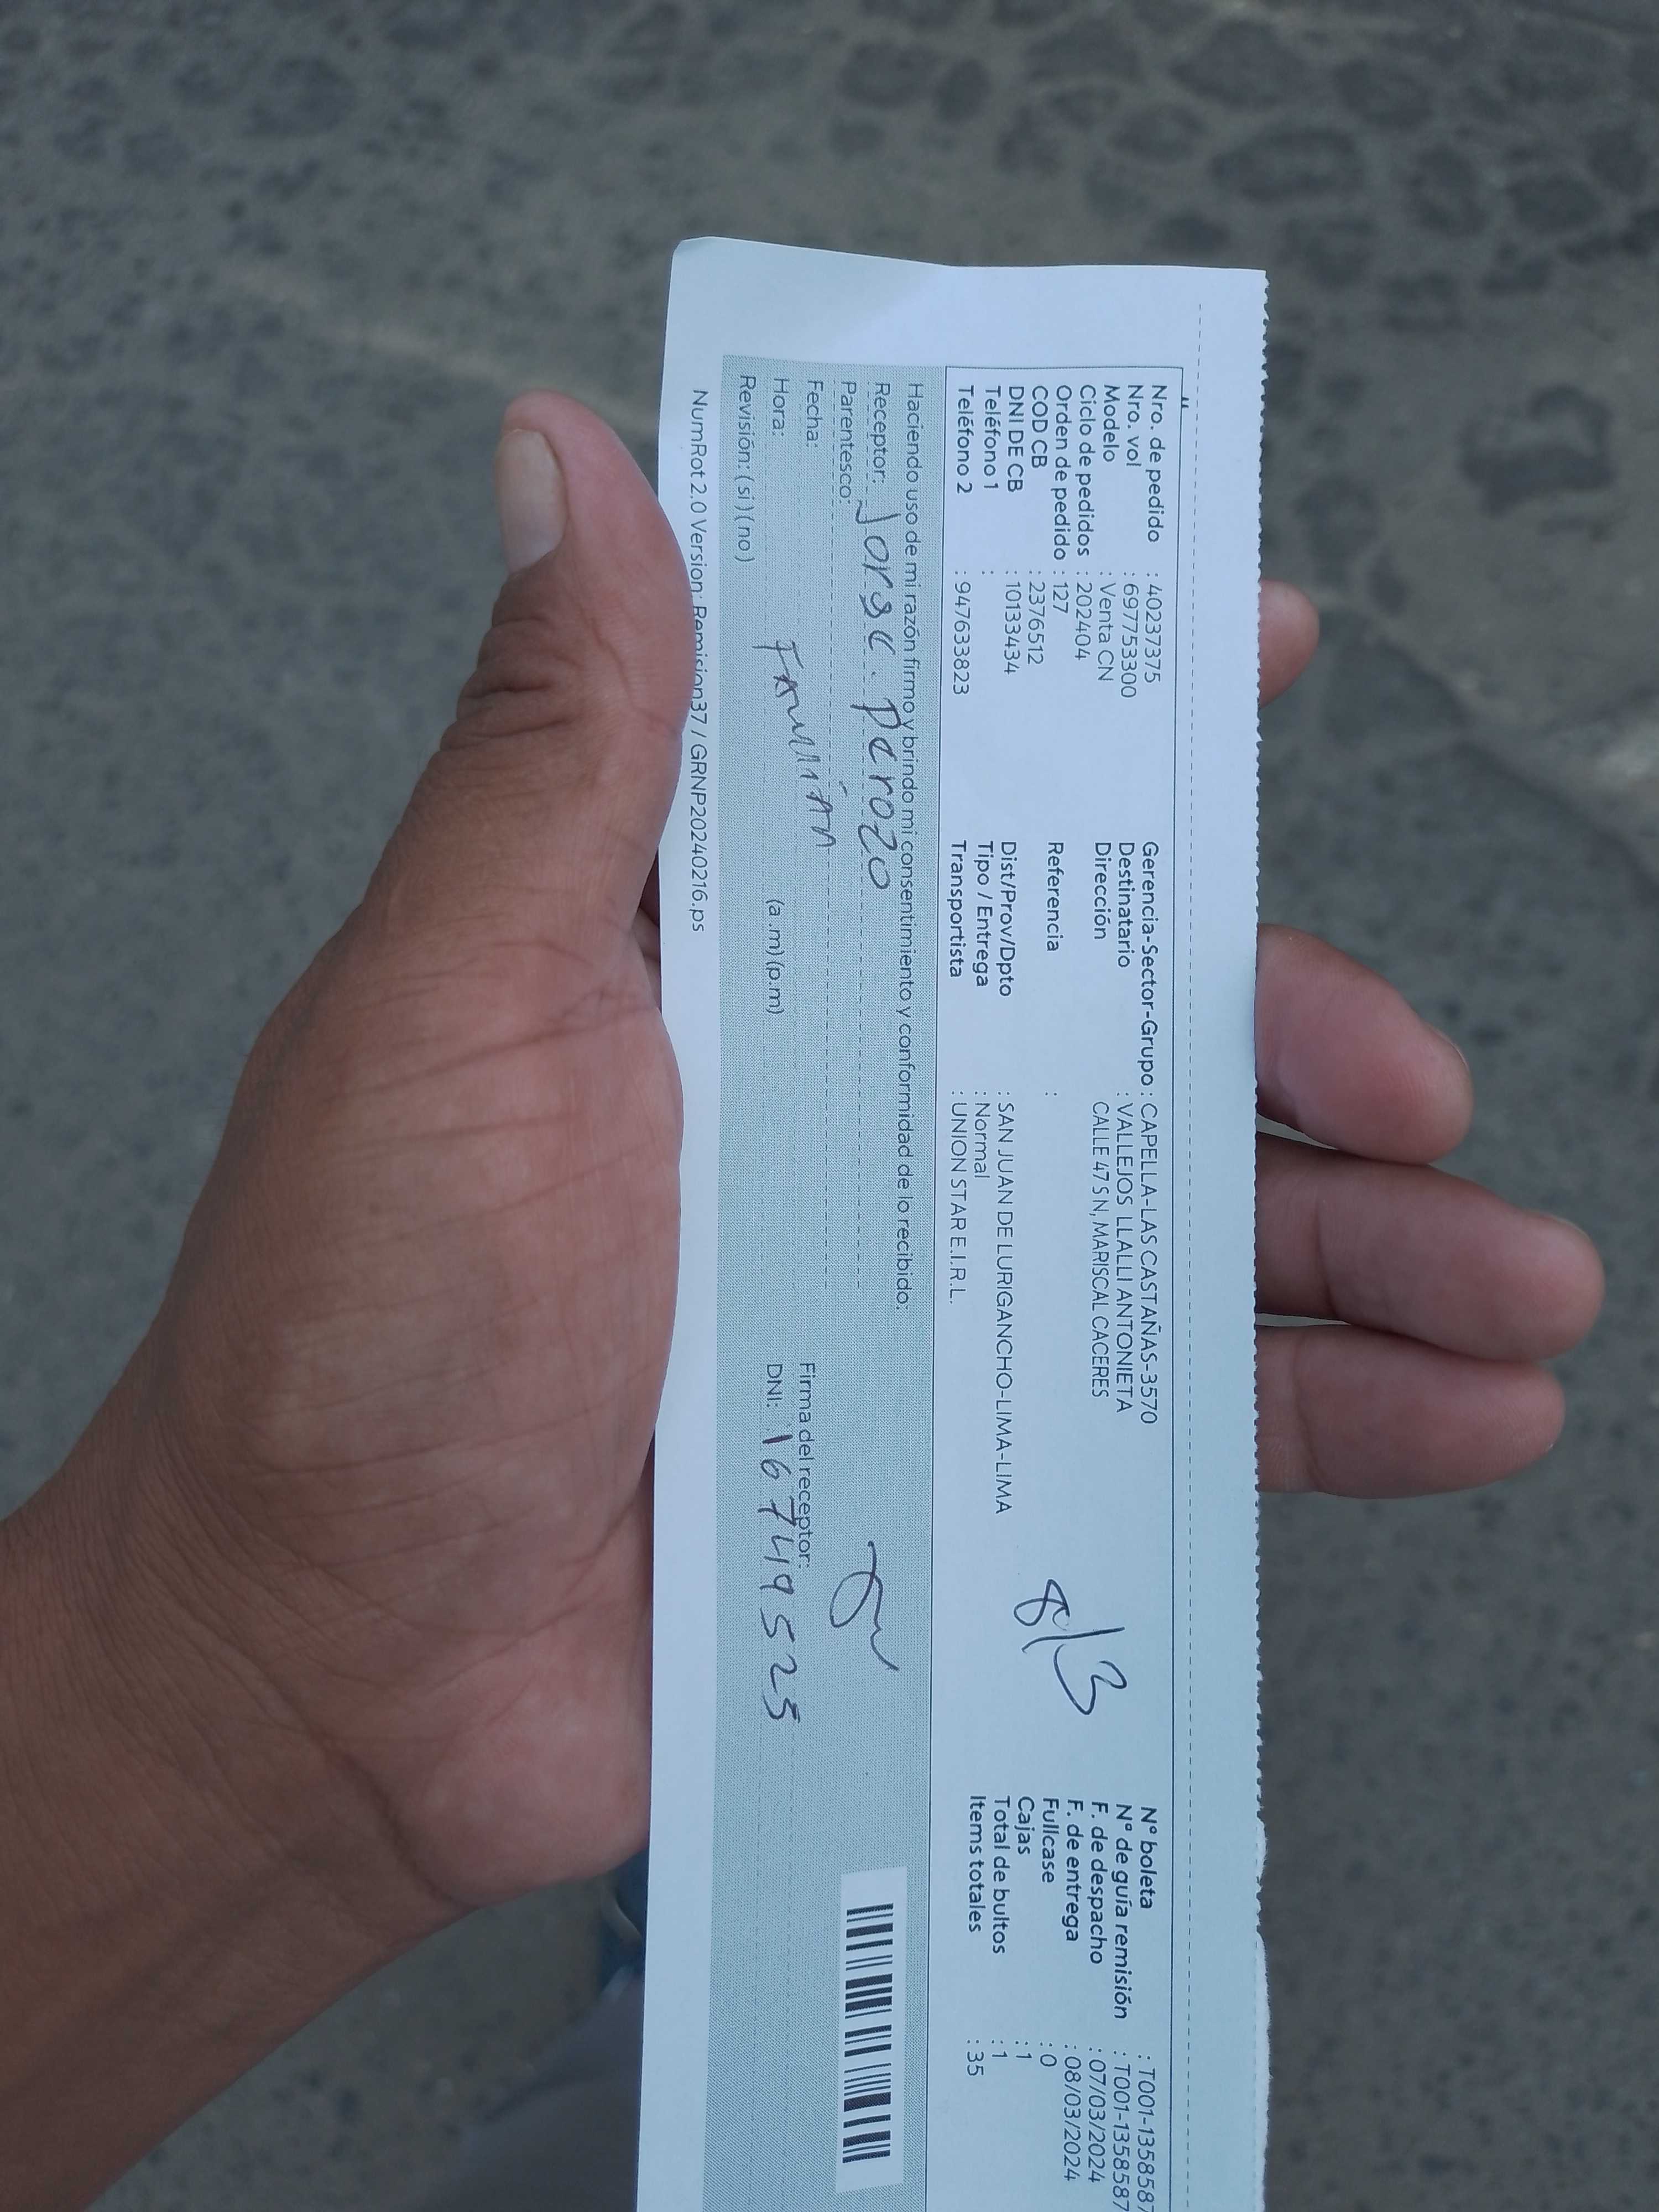 Nro. de pedido : 40237375
Nro. vol : 697753300
Modelo : Venta CN
Ciclo de pedidos : 202404
Orden de pedido : 127
COD CB : 2376512
DNI DE CB : 10133434
Teléfono 1 :
Teléfono 2 : 947633823
Gerencia-Sector-Grupo : CAPELLA-LAS CASTAÑAS-3570
Destinatario : VALLEJOS LLALLI ANTONIETA
Dirección CALLE 47 S N, MARISCAL CACERES
Referencia :
Dist/Prov/Dpto : SAN JUAN DE LURIGANCHO-LIMA-LIMA
Tipo / Entrega : Normal
Transportista : UNION STAR E.I.R.L.
8/3
N° boleta : T001-1358587
N° de guía remisión : T001-1358587
F. de despacho : 07/03/2024
F. de entrega : 08/03/2024
Fullcase : 0
Cajas : 1
Total de bultos : 1
Items totales : 35
Haciendo uso de mi razón firmo y brindo mi consentimiento y conformidad de lo recibido:
Receptor: Jorge. Perozo
Parentesco:
Fecha: Familiar
Hora: (a .m) (p.m)
Revisión: (si ) ( no )
Firma del receptor:
DNI: 16749525
NumRot 2.0 Version: Remision37 / GRNP20240216.ps